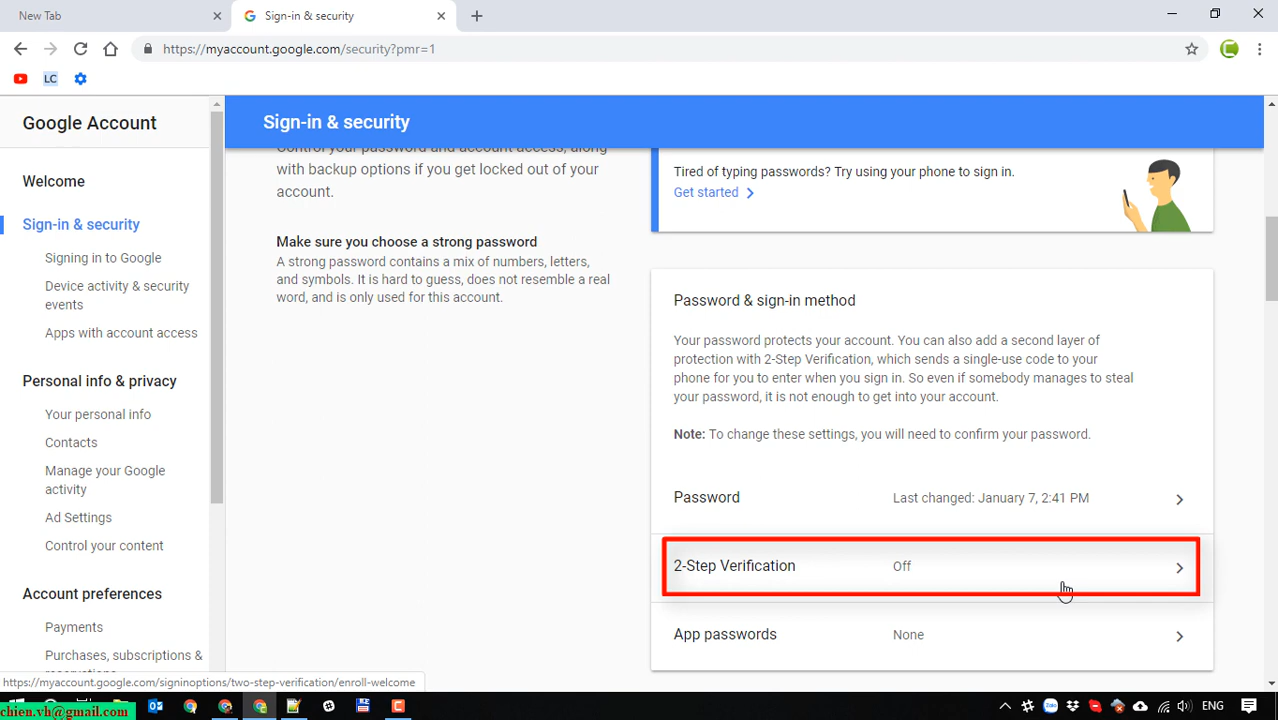 New Tab
Sign-in & security
https://myaccount.google.com/security?pmr=1
LC
Google Account
Welcome
Sign-in & security
Signing in to Google
Device activity & security
events
Apps with account access
Personal info & privacy
Your personal info
Contacts
Manage your Google
activity
Ad Settings
Control your content
Account preferences
Payments
Purchases, subscriptions &
Sign-in & security
Control your password and account access, along
with backup options if you get locked out of your
account.
Make sure you choose a strong password
A strong password contains a mix of numbers, letters,
and symbols. It is hard to guess, does not resemble a real
word, and is only used for this account.
Tired of typing passwords? Try using your phone to sign in.
Get started
Password & sign-in method
Your password protects your account. You can also add a second layer of
protection with 2-Step Verification, which sends a single-use code to your
phone for you to enter when you sign in. So even if somebody manages to steal
your password, it is not enough to get into your account.
Note: To change these settings, you will need to confirm your password.
Password Last changed: January 7, 2:41 PM
2-Step Verification Off
App passwords None
https://myaccount.google.com/signinoptions/two-step-verification/enroll-welcome
chien.vh@gmail.com
Zalo
ENG